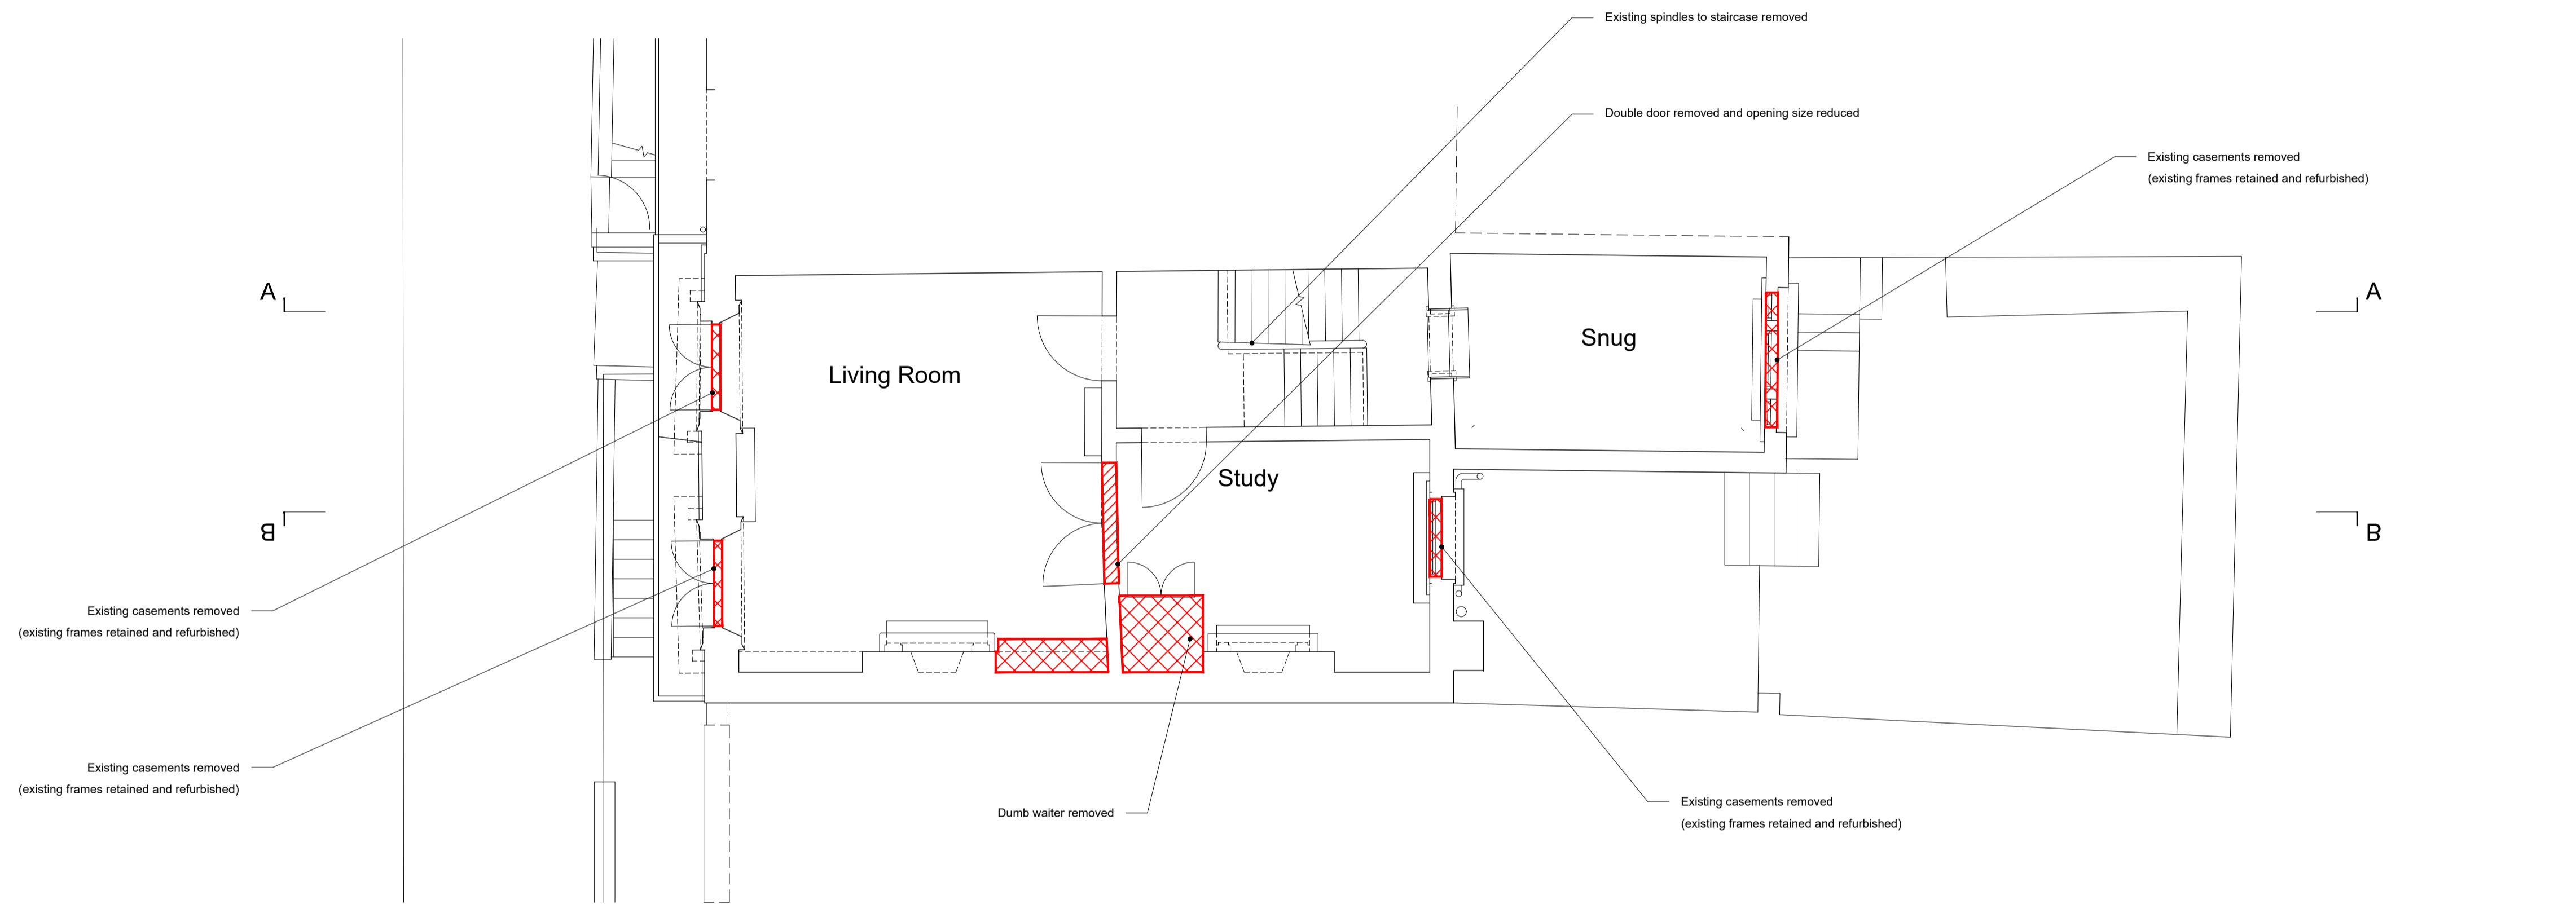 Existing spindles to staircase removed
Double door removed and opening size reduced
Existing casements removed
(existing frames retained and refurbished)
A
A
Snug
Living Room
Study
B
B
Existing casements removed
(existing frames retained and refurbished)
Existing casements removed
(existing frames retained and refurbished)
Dumb waiter removed
Existing casements removed
(existing frames retained and refurbished)